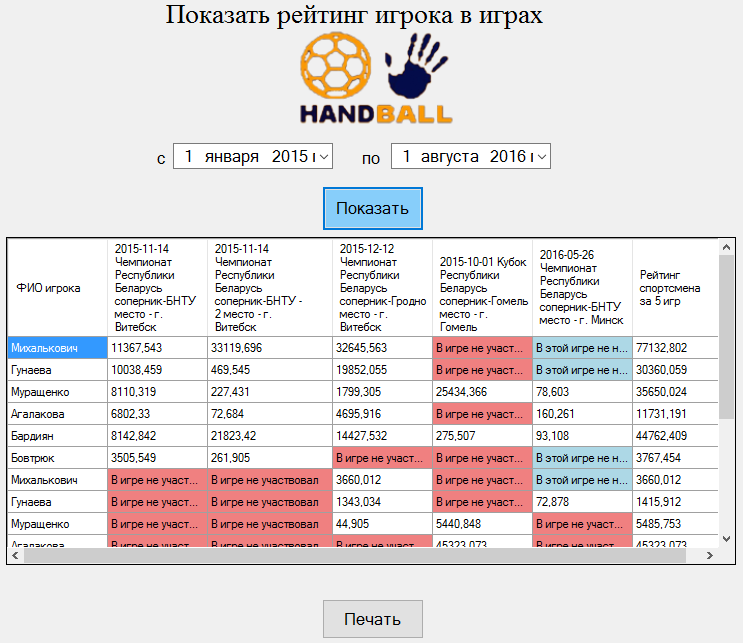 Показать рейтинг игрока в играх
HANDBALL
с 1 января 2015 г по 1 августа 2016 г
Показать
ФИО игрока
2015-11-14
Чемпионат
Республики
Беларусь
соперник-БНТУ
место - г.
Витебск
2015-11-14
Чемпионат
Республики
Беларусь
соперник-БНТУ -
2 место - г.
Витебск
2015-12-12
Чемпионат
Республики
Беларусь
соперник-Гродно
место - г.
Витебск
2015-10-01 Кубок
Республики
Беларусь
соперник-Гомель
место - г.
Гомель
2016-05-26
Чемпионат
Республики
Беларусь
соперник-БНТУ
место - г. Минск
Рейтинг
спортсмена
за 5 игр
Михалькович 11367,543 33119,696 32645,563 В игре не участ... В этой игре не н... 77132,802
Гунаева 10038,459 469,545 19852,055 В игре не участ... В этой игре не н... 30360,059
Муращенко 8110,319 227,431 1799,305 25434,366 78,603 35650,024
Агалакова 6802,33 72,684 4695,916 В игре не участ... 160,261 11731,191
Бардиян 8142,842 21823,42 14427,532 275,507 93,108 44762,409
Бовтрюк 3505,549 261,905 В игре не участ... В игре не участ... В этой игре не н... 3767,454
Михалькович В игре не участ... В игре не участвовал 3660,012 В игре не участ... В этой игре не н... 3660,012
Гунаева В игре не участ... В игре не участвовал 1343,034 В игре не участ... 72,878 1415,912
Муращенко В игре не участ... В игре не участвовал 44,905 5440,848 В игре не участ... 5485,753
Агалакова В игре не участ... В игре не участвовал В игре не участ... 45323,073 В игре не участ... 45323,073
Печать